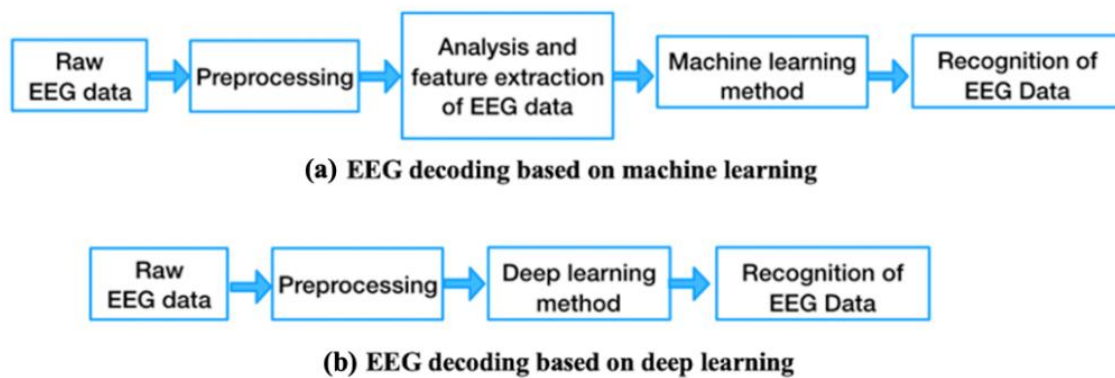 Raw
EEG data
Preprocessing
Analysis and
feature extraction
of EEG data
Machine learning
method
Recognition of
EEG Data
(a) EEG decoding based on machine learning
Raw
EEG data
Preprocessing
Deep learning
method
Recognition of
EEG Data
(b) EEG decoding based on deep learning